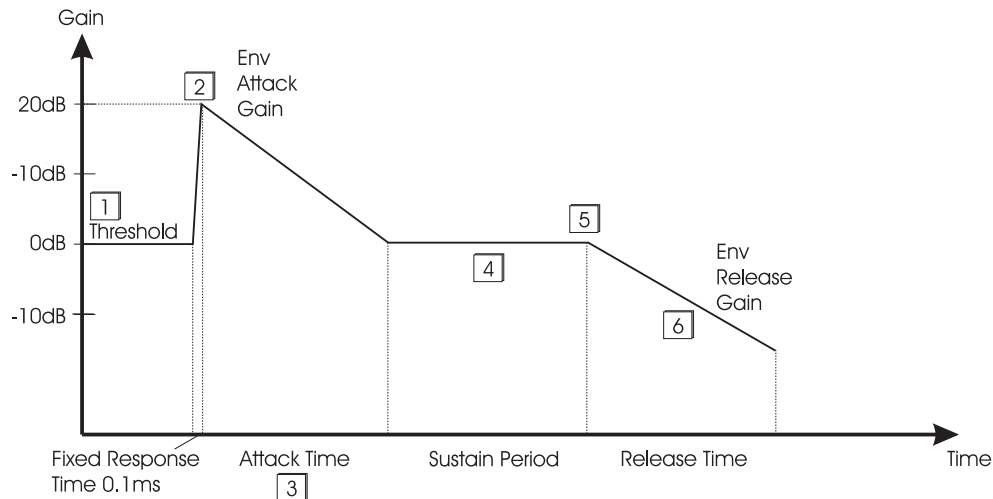 Gain
Env
Attack
Gain
2
20dB
-10dB
1
Threshold
0dB
5
4
Env
Release
Gain
-10dB
6
Fixed Response
Time 0.1ms
Attack Time
3
Sustain Period
Release Time
Time